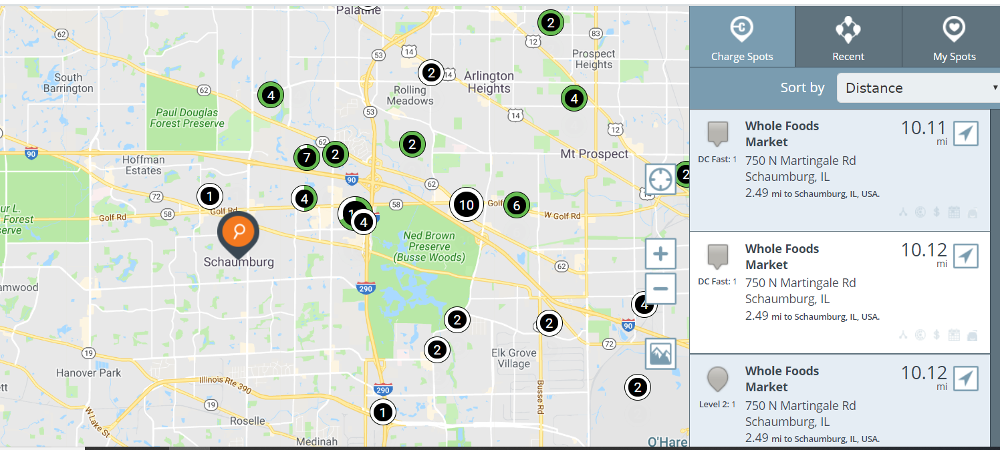 Palatine
2
62
83
12
14
53
Prospect
Heights
2
14
Arlington
Heights
South
Barrington
62
4
Rolling
Meadows
4
53
14
Paul Douglas
Forest Preserve
12
62
2
90
7
2
Mt Prospect
Hoffman
Estates
2
90
62
1
72
4
58
10
Golf
6
Golf Rd
58
Golf Rd
W Golf Rd
4
Forest
Ned Brown
Preserve
(Busse Woods)
Schaumburg
62
290
4
2
2
90
72
2
19
Elk Grove
Village
Hanover Park
Illinois Rte 390
290
2
Busse Rd
19
1
W Lake St
Roselle
Medinah
O'Hare
Charge Spots
Recent
My Spots
Sort by
Distance
Whole Foods
Market
10.11
mi
DC Fast: 1
750 N Martingale Rd
Schaumburg, IL
2.49 mi to Schaumburg, IL, USA.
Whole Foods
Market
10.12
mi
DC Fast: 1
750 N Martingale Rd
Schaumburg, IL
2.49 mi to Schaumburg, IL, USA.
Whole Foods
Market
10.12
mi
Level 2: 1
750 N Martingale Rd
Schaumburg, IL
2.49 mi to Schaumburg, IL, USA.